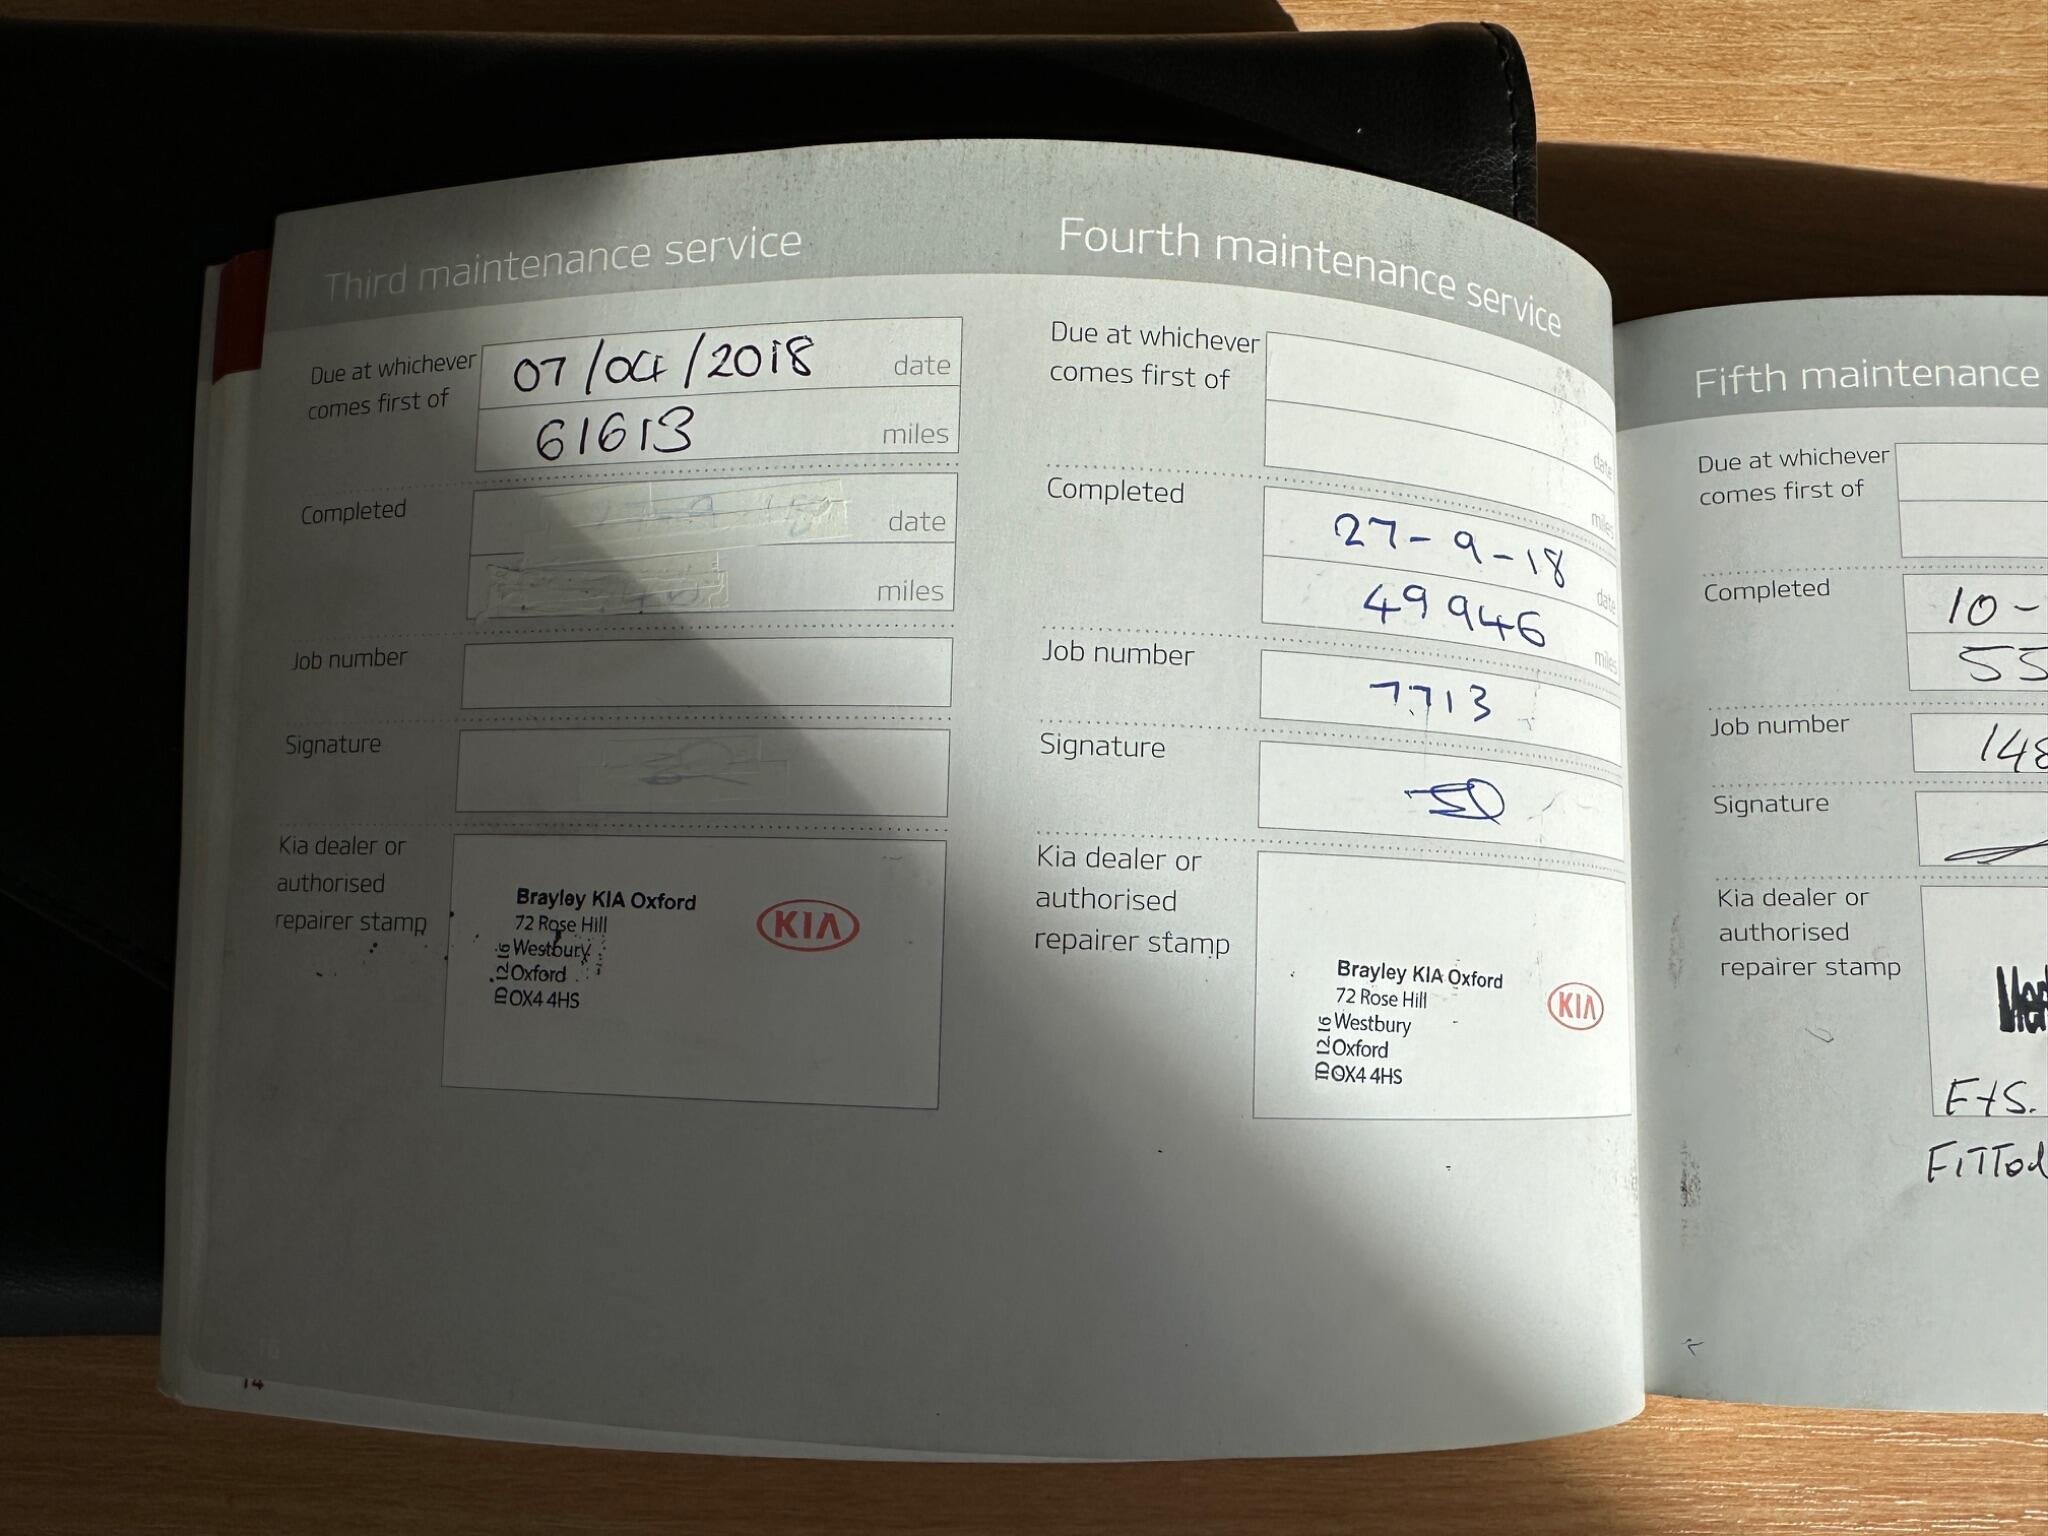 Third maintenance service
Due at whichever
comes first of
07/04/2018 date
61613 miles
Completed
date
miles
Job number
Signature
Kia dealer or
authorised
repairer stamp
Brayley KIA Oxford
72 Rose Hill
Westbury
Oxford
OX4 4HS
ID 12 16
KIA
14
Fourth maintenance service
Due at whichever
comes first of
date
miles
Completed
27-9-18 date
49946 miles
Job number
7713
Signature
Kia dealer or
authorised
repairer stamp
Brayley KIA Oxford
72 Rose Hill
Westbury
Oxford
OX4 4HS
ID 12 16
KIA
Fifth maintenance
Due at whichever
comes first of
Completed
10-
55
Job number
148
Signature
Kia dealer or
authorised
repairer stamp